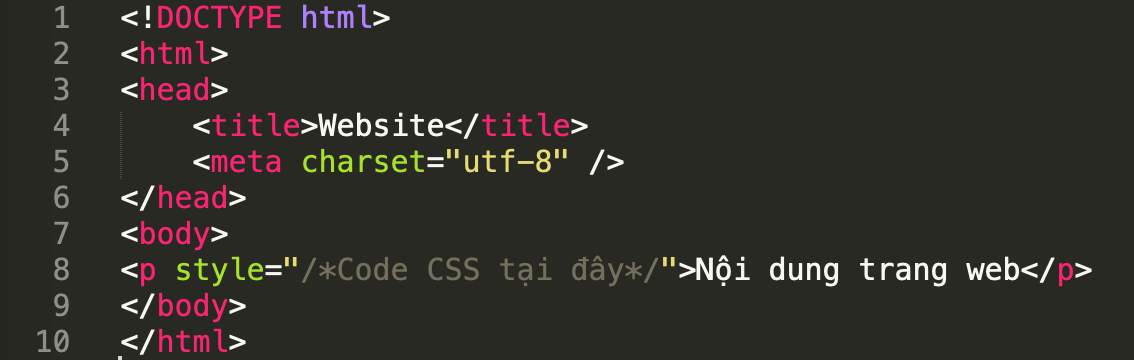 1 <!DOCTYPE html>
2 <html>
3 <head>
4 <title>Website</title>
5 <meta charset="utf-8" />
6 </head>
7 <body>
8 <p style="/*Code CSS tại đây*/">Nội dung trang web</p>
9 </body>
10 </html>